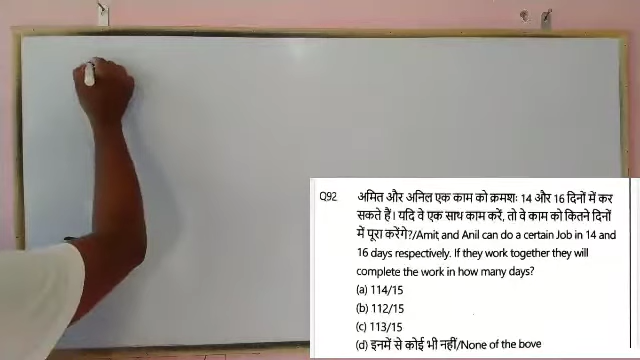 Q92 अमित और अनिल एक काम को क्रमशः 14 और 16 दिनों में कर
सकते हैं। यदि वे एक साथ काम करें, तो वे काम को कितने दिनों
में पूरा करेंगे?/Amit and Anil can do a certain Job in 14 and
16 days respectively. If they work together they will
complete the work in how many days?
(a) 114/15
(b) 112/15
(c) 113/15
(d) इनमें से कोई भी नहीं/None of the bove